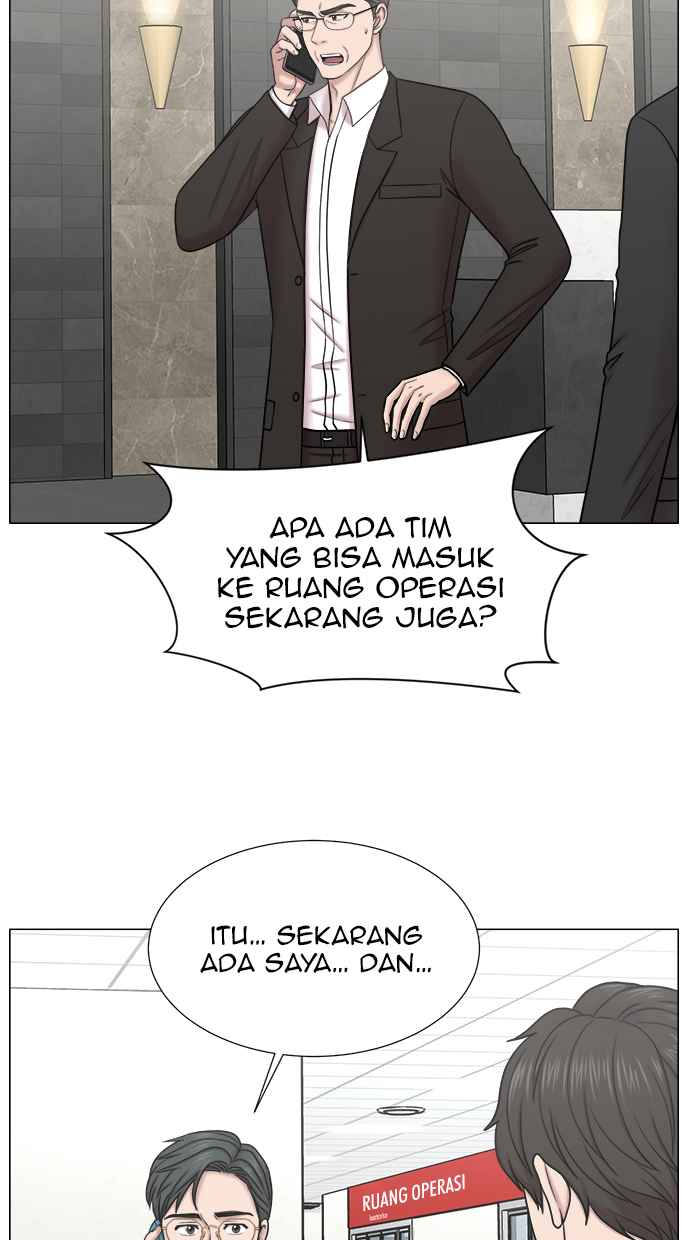 APA ADA TIM
YANG BISA MASUK
KE RUANG OPERASI
SEKARANG JUGA?
ITU... SEKARANG
ADA SAYA... DAN...
RUANG OPERASI